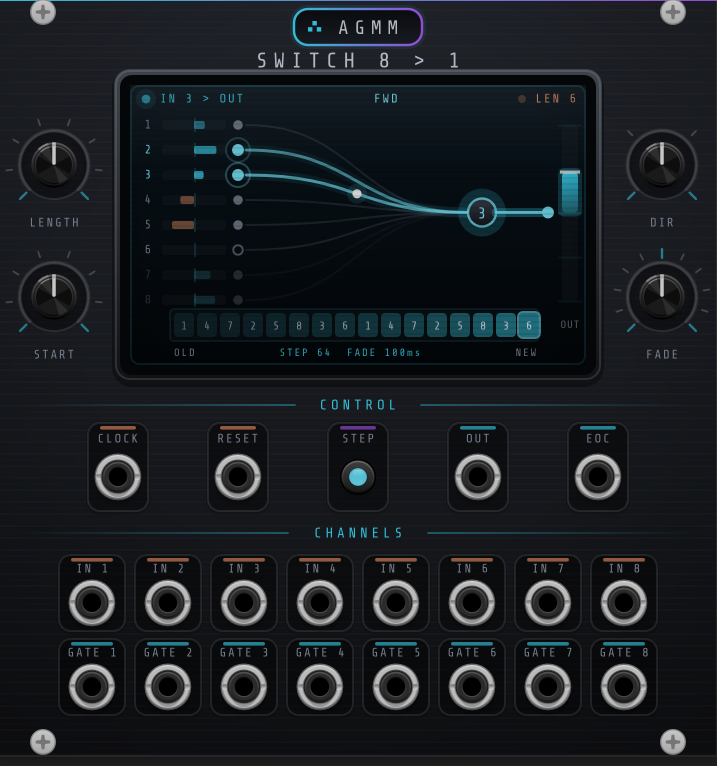 AGMM
SWITCH 8 > 1
IN 3 > OUT FWD LEN 6
1
2
3
4
5
6
7
8
3
1 4 7 2 5 8 3 6 1 4 7 2 5 8 3 6
OUT
OLD STEP 64 FADE 100ms NEW
LENGTH
START
DIR
FADE
CONTROL
CLOCK RESET STEP OUT EOC
CHANNELS
IN 1 IN 2 IN 3 IN 4 IN 5 IN 6 IN 7 IN 8
GATE 1 GATE 2 GATE 3 GATE 4 GATE 5 GATE 6 GATE 7 GATE 8